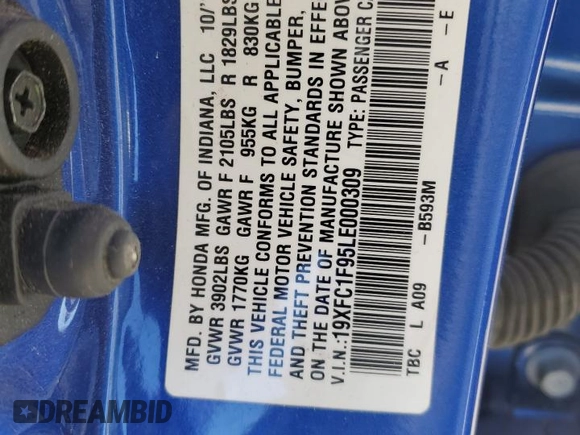 MFD. BY HONDA MFG. OF INDIANA, LLC 10/
GVWR 3902LBS GAWR F 2105LBS R 1829LBS
GVWR 1770KG GAWR F 955KG R 830KG
THIS VEHICLE CONFORMS TO ALL APPLICABLE
FEDERAL MOTOR VEHICLE SAFETY, BUMPER,
AND THEFT PREVENTION STANDARDS IN EFFE
ON THE DATE OF MANUFACTURE SHOWN ABOV
V.I.N.:19XFC1F95LE000309 TYPE: PASSENGER C
-B593M -A -E
TBC L A09
DREAMBID